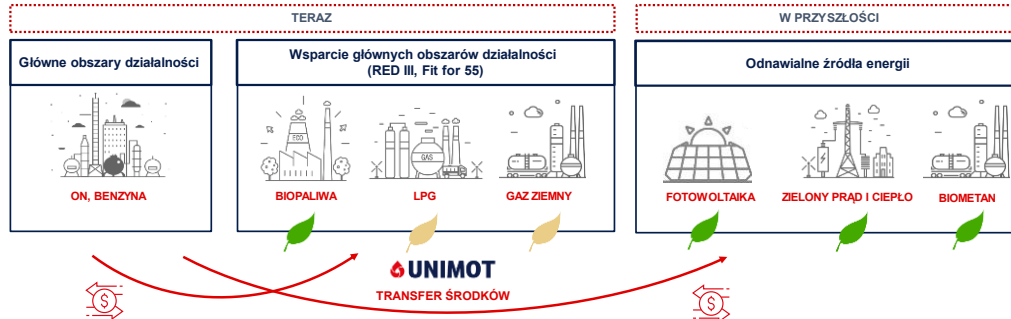 TERAZ
W PRZYSZŁOŚCI
Główne obszary działalności
Wsparcie głównych obszarów działalności
(RED III, Fit for 55)
Odnawialne źródła energii
ECO
GAS
ON, BENZYNA
BIOPALIWA
LPG
GAZ ZIEMNY
FOTOWOLTAIKA
ZIELONY PRĄD I CIEPŁO
BIOMETAN
UNIMOT
TRANSFER ŚRODKÓW
$
$